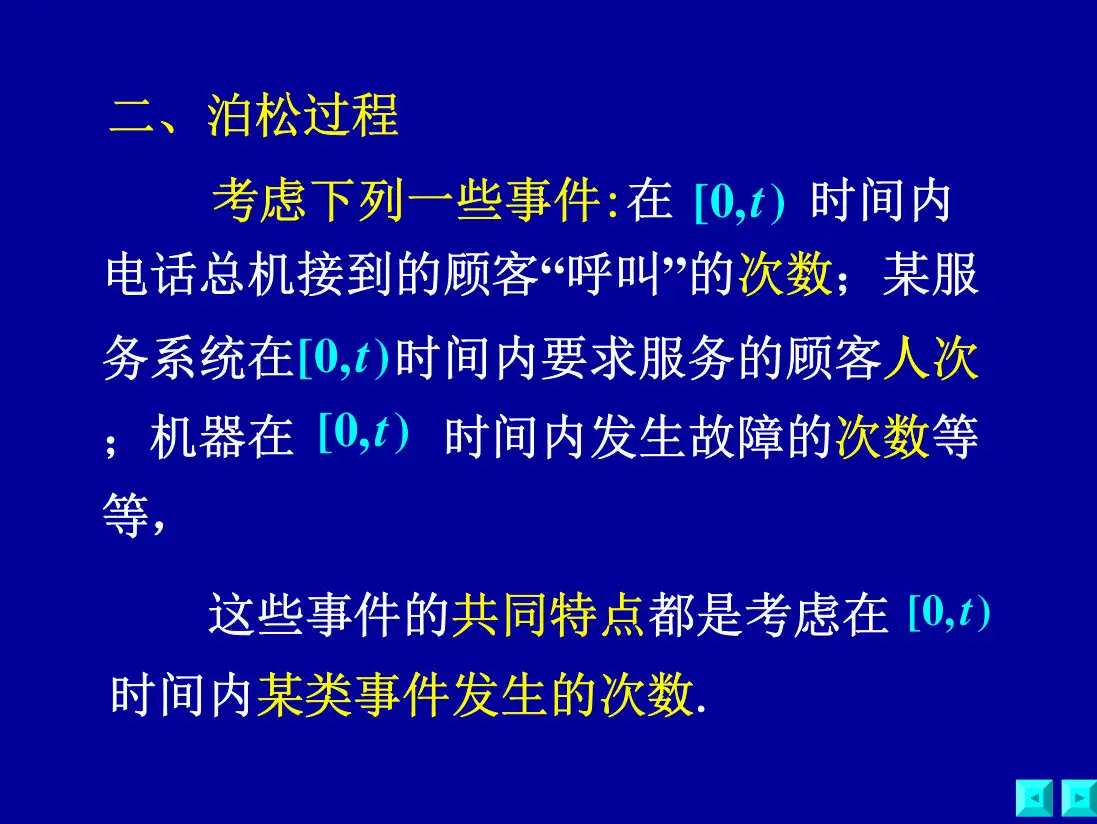 二、泊松过程
考虑下列一些事件:在 [0,t) 时间内
电话总机接到的顾客“呼叫”的次数；某服
务系统在[0,t)时间内要求服务的顾客人次
；机器在 [0,t) 时间内发生故障的次数等
等，
这些事件的共同特点都是考虑在 [0,t)
时间内某类事件发生的次数.